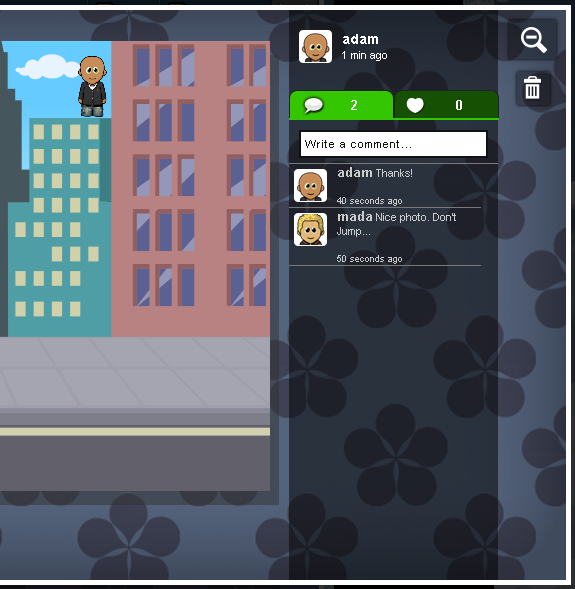 adam
1 min ago
2
0
Write a comment...
adam Thanks!
40 seconds ago
mada Nice photo. Don't
Jump...
50 seconds ago